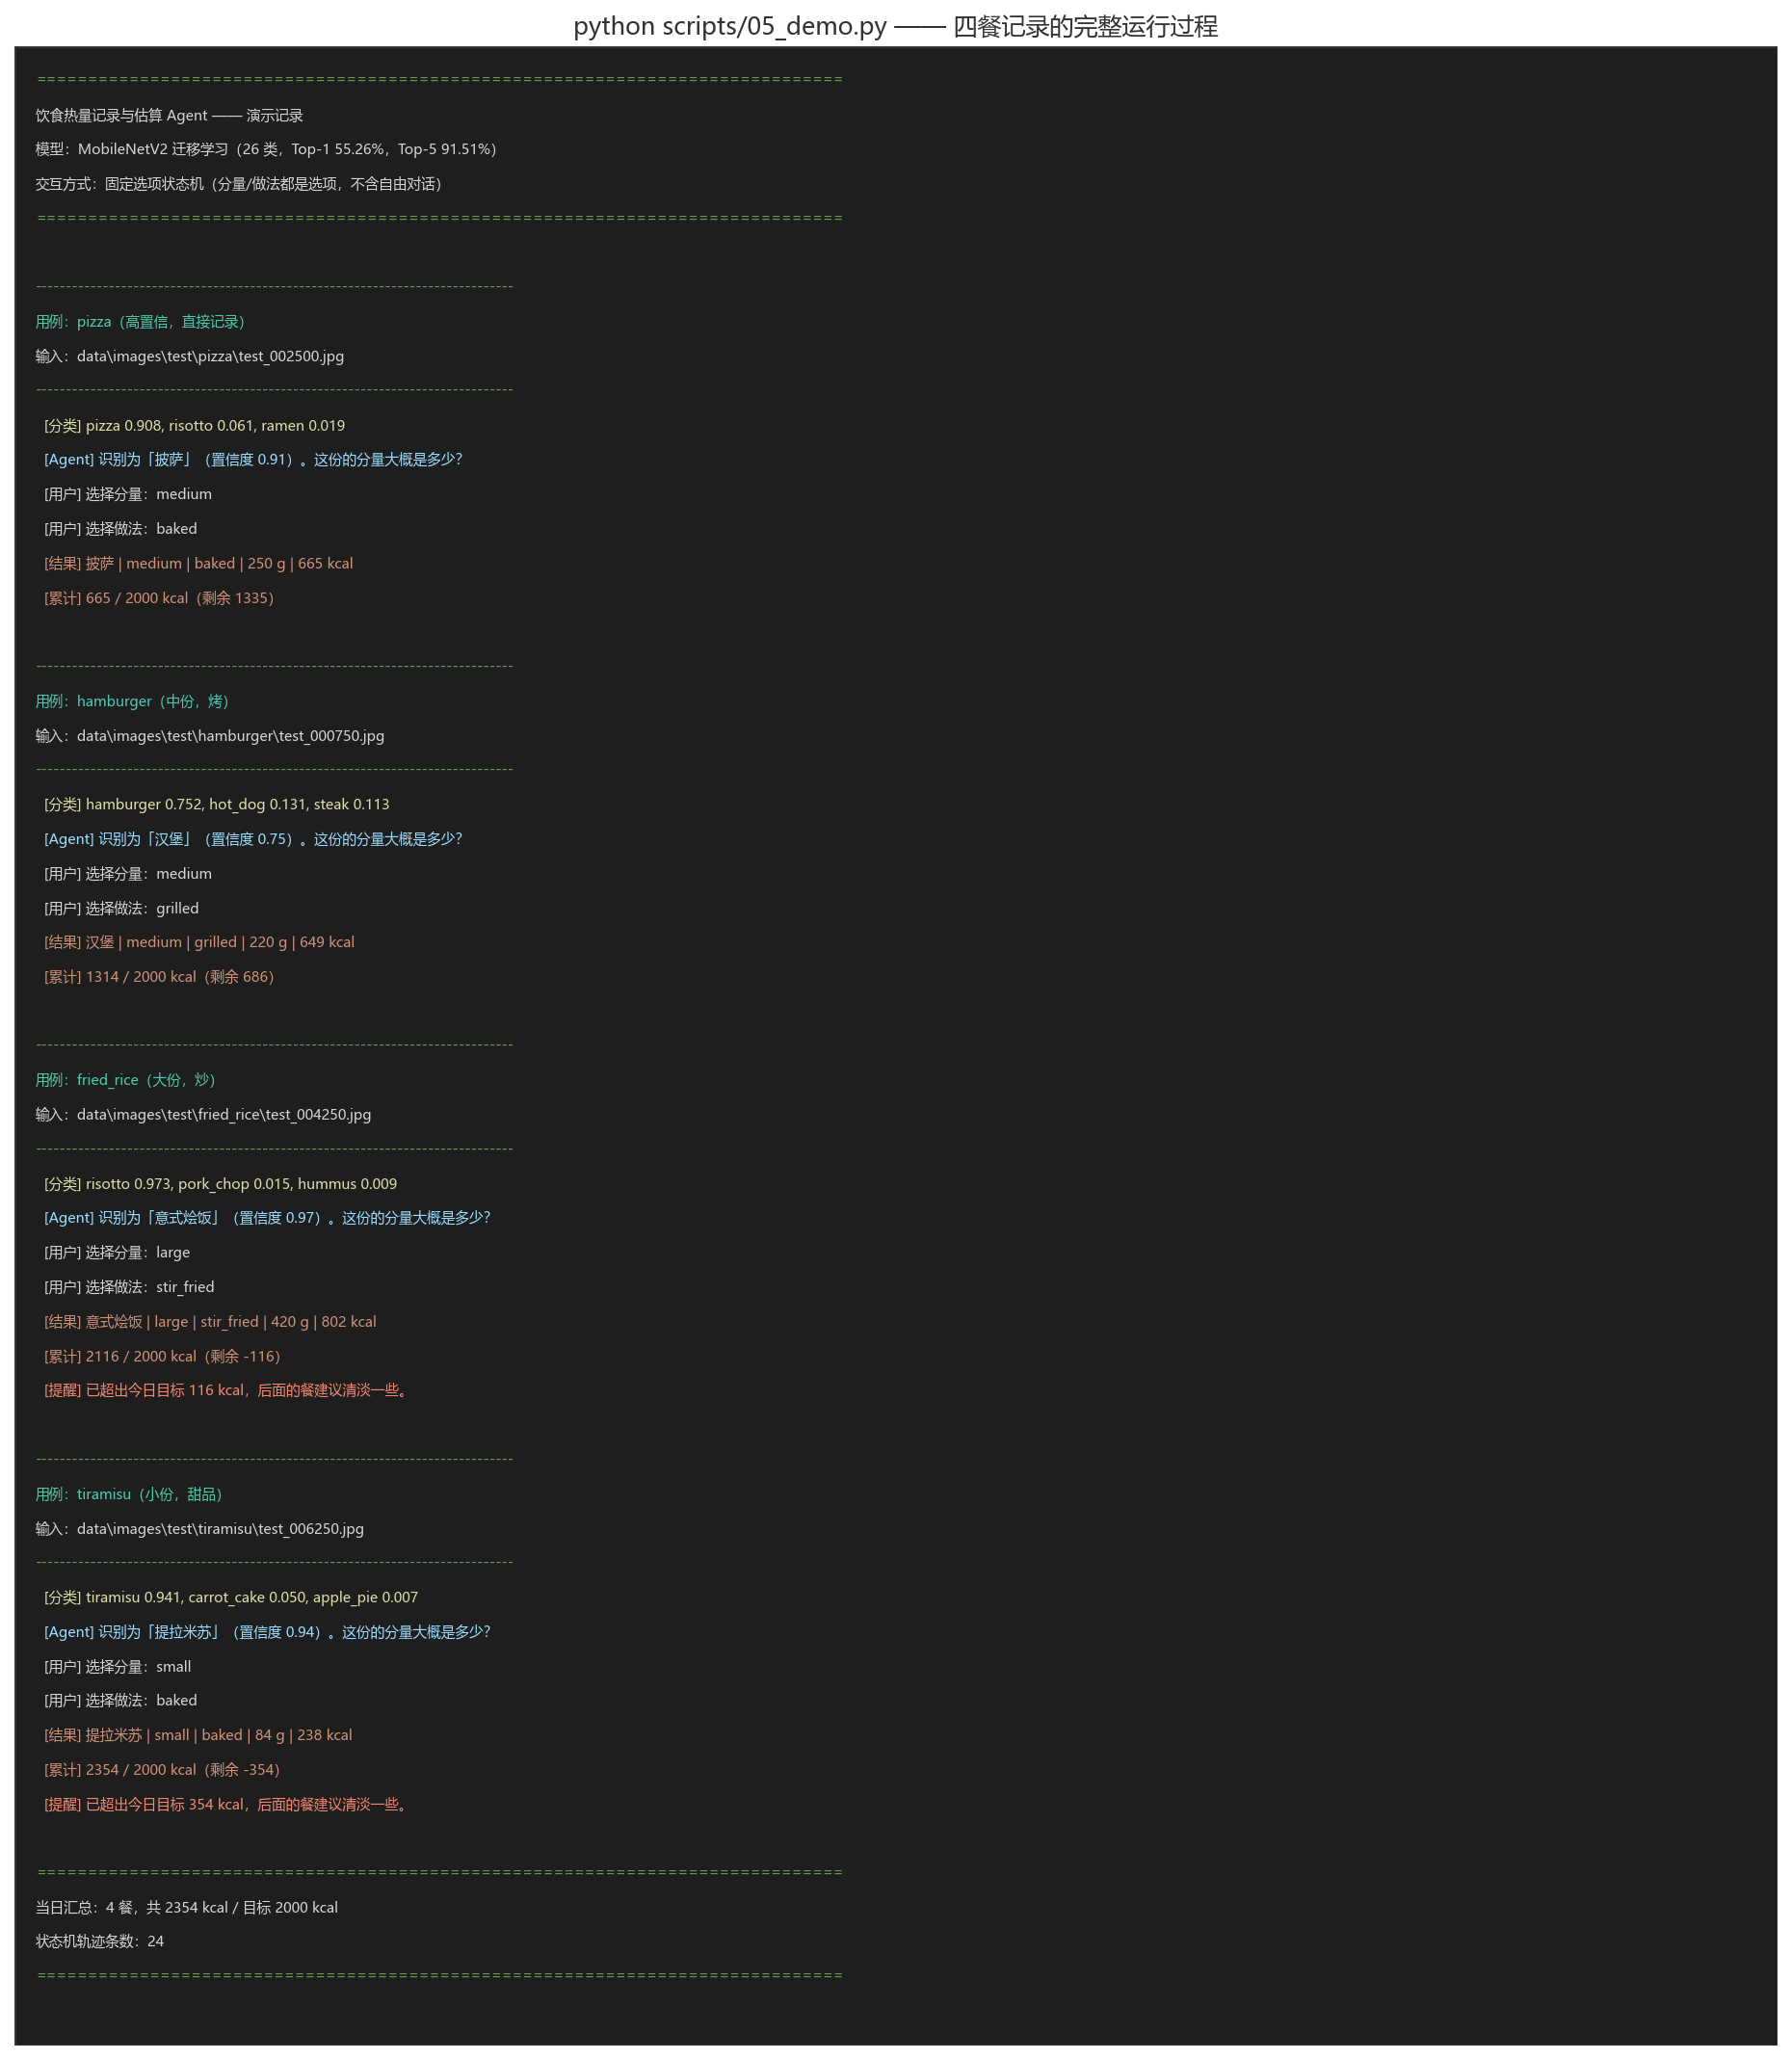 python scripts/05_demo.py —— 四餐记录的完整运行过程
================================================================================
饮食热量记录与估算 Agent —— 演示记录
模型：MobileNetV2 迁移学习（26 类，Top-1 55.26%，Top-5 91.51%）
交互方式：固定选项状态机（分量/做法都是选项，不含自由对话）
================================================================================
--------------------------------------------------------------------------------
用例：pizza（高置信，直接记录）
输入：data\images\test\pizza\test_002500.jpg
--------------------------------------------------------------------------------
[分类] pizza 0.908, risotto 0.061, ramen 0.019
[Agent] 识别为「披萨」（置信度 0.91）。这份的分量大概是多少？
[用户] 选择分量：medium
[用户] 选择做法：baked
[结果] 披萨 | medium | baked | 250 g | 665 kcal
[累计] 665 / 2000 kcal（剩余 1335）
--------------------------------------------------------------------------------
用例：hamburger（中份，烤）
输入：data\images\test\hamburger\test_000750.jpg
--------------------------------------------------------------------------------
[分类] hamburger 0.752, hot_dog 0.131, steak 0.113
[Agent] 识别为「汉堡」（置信度 0.75）。这份的分量大概是多少？
[用户] 选择分量：medium
[用户] 选择做法：grilled
[结果] 汉堡 | medium | grilled | 220 g | 649 kcal
[累计] 1314 / 2000 kcal（剩余 686）
--------------------------------------------------------------------------------
用例：fried_rice（大份，炒）
输入：data\images\test\fried_rice\test_004250.jpg
--------------------------------------------------------------------------------
[分类] risotto 0.973, pork_chop 0.015, hummus 0.009
[Agent] 识别为「意式烩饭」（置信度 0.97）。这份的分量大概是多少？
[用户] 选择分量：large
[用户] 选择做法：stir_fried
[结果] 意式烩饭 | large | stir_fried | 420 g | 802 kcal
[累计] 2116 / 2000 kcal（剩余 -116）
[提醒] 已超出今日目标 116 kcal，后面的餐建议清淡一些。
--------------------------------------------------------------------------------
用例：tiramisu（小份，甜品）
输入：data\images\test\tiramisu\test_006250.jpg
--------------------------------------------------------------------------------
[分类] tiramisu 0.941, carrot_cake 0.050, apple_pie 0.007
[Agent] 识别为「提拉米苏」（置信度 0.94）。这份的分量大概是多少？
[用户] 选择分量：small
[用户] 选择做法：baked
[结果] 提拉米苏 | small | baked | 84 g | 238 kcal
[累计] 2354 / 2000 kcal（剩余 -354）
[提醒] 已超出今日目标 354 kcal，后面的餐建议清淡一些。
================================================================================
当日汇总：4 餐，共 2354 kcal / 目标 2000 kcal
状态机轨迹条数：24
================================================================================